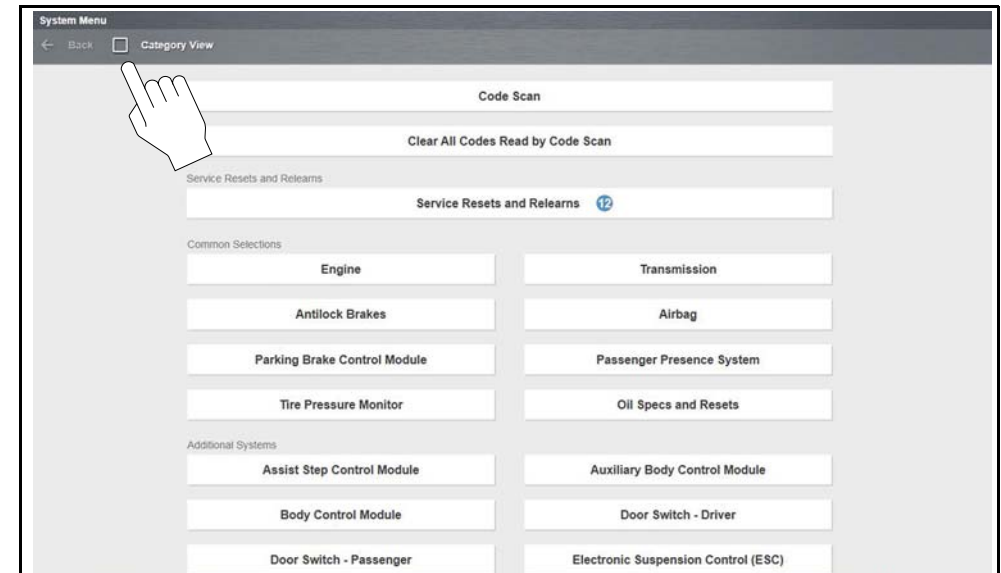 System Menu
← Back Category View
Code Scan
Clear All Codes Read by Code Scan
Service Resets and Relearns
Service Resets and Relearns 12
Common Selections
Engine Transmission
Antilock Brakes Airbag
Parking Brake Control Module Passenger Presence System
Tire Pressure Monitor Oil Specs and Resets
Additional Systems
Assist Step Control Module Auxiliary Body Control Module
Body Control Module Door Switch - Driver
Door Switch - Passenger Electronic Suspension Control (ESC)